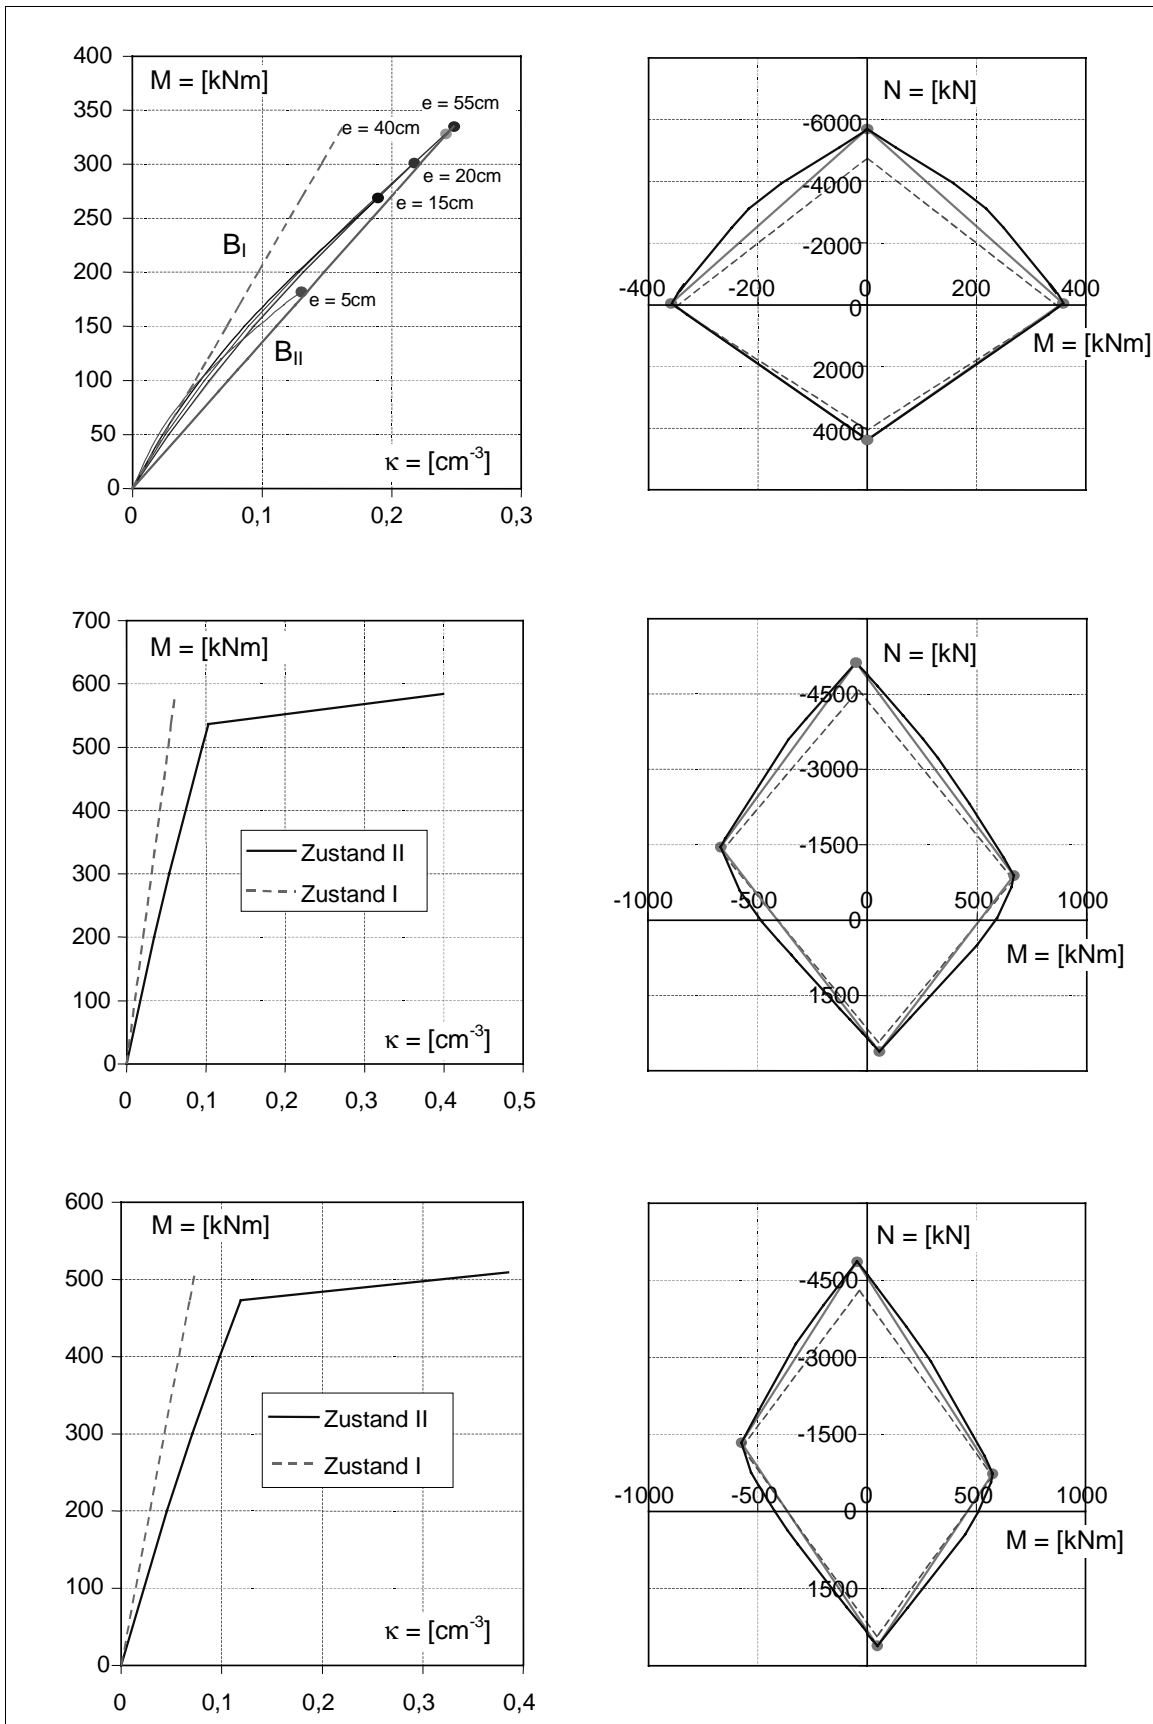 400
350
300
250
200
150
100
50
0
M = [kNm]
e = 55cm
e = 40cm
e = 20cm
e = 15cm
e = 5cm
B_I
B_II
κ = [cm⁻³]
0 0,1 0,2 0,3
N = [kN]
-6000
-4000
-2000
-400 -200 0 200 400
0
M = [kNm]
2000
4000
700
600
500
400
300
200
100
0
M = [kNm]
Zustand II
Zustand I
κ = [cm⁻³]
0 0,1 0,2 0,3 0,4 0,5
N = [kN]
-4500
-3000
-1500
-1000 -500 0 500 1000
0
M = [kNm]
1500
600
500
400
300
200
100
0
M = [kNm]
Zustand II
Zustand I
κ = [cm⁻³]
0 0,1 0,2 0,3 0,4
N = [kN]
-4500
-3000
-1500
-1000 -500 0 500 1000
M = [kNm]
1500